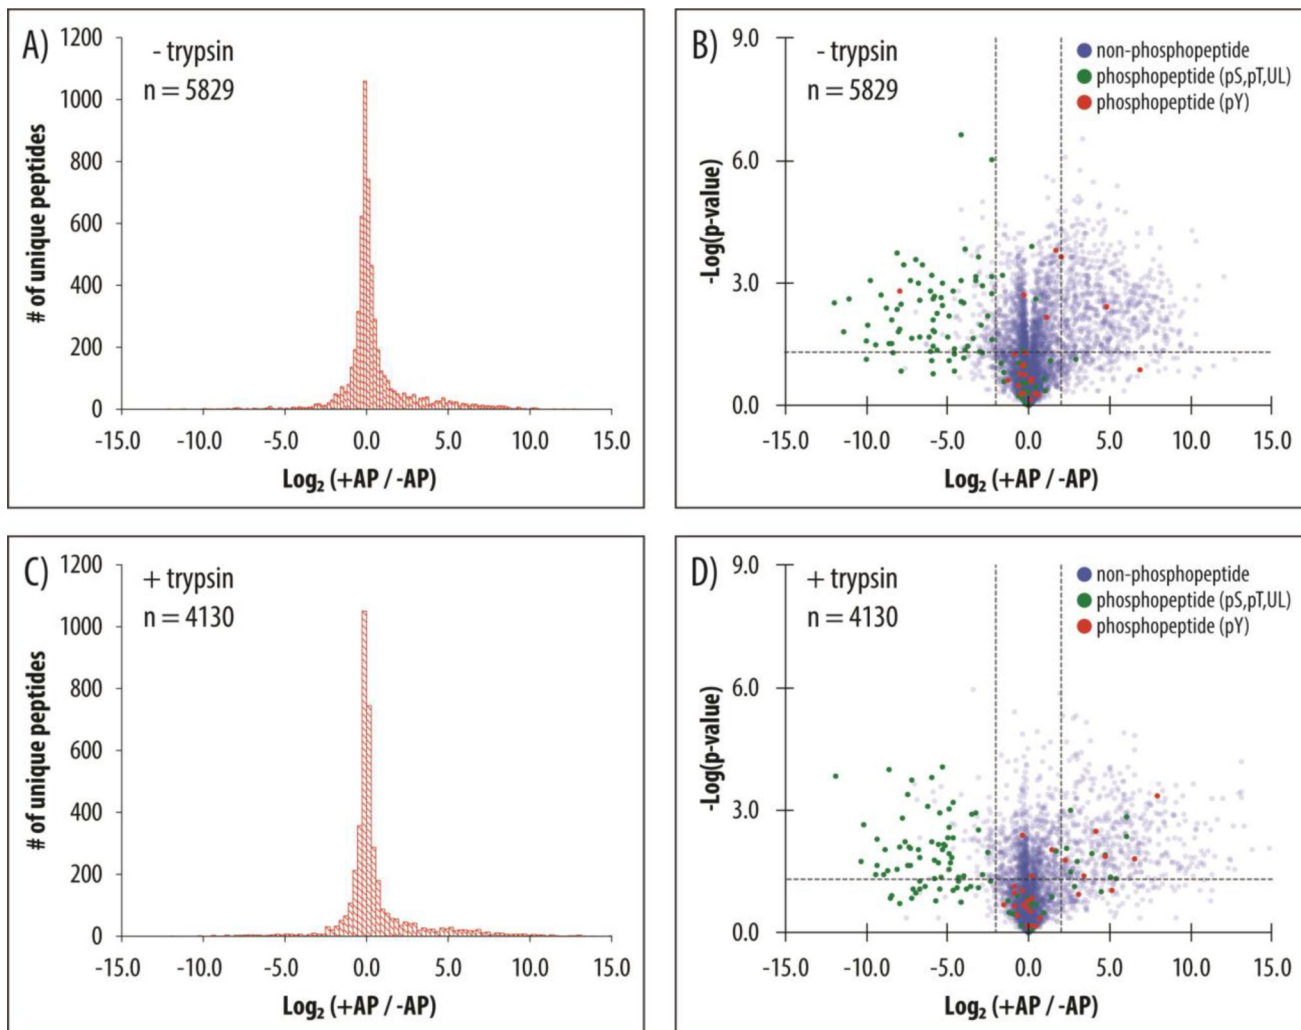 A)
- trypsin
n = 5829
1200
1000
800
600
400
200
0
# of unique peptides
-15.0 -10.0 -5.0 0.0 5.0 10.0 15.0
Log₂ (+AP / -AP)
B)
- trypsin
n = 5829
non-phosphopeptide
phosphopeptide (pS,pT,UL)
phosphopeptide (pY)
9.0
6.0
3.0
0.0
-Log(p-value)
-15.0 -10.0 -5.0 0.0 5.0 10.0 15.0
Log₂ (+AP / -AP)
C)
+ trypsin
n = 4130
1200
1000
800
600
400
200
0
# of unique peptides
-15.0 -10.0 -5.0 0.0 5.0 10.0 15.0
Log₂ (+AP / -AP)
D)
+ trypsin
n = 4130
non-phosphopeptide
phosphopeptide (pS,pT,UL)
phosphopeptide (pY)
9.0
6.0
3.0
0.0
-Log(p-value)
-15.0 -10.0 -5.0 0.0 5.0 10.0 15.0
Log₂ (+AP / -AP)